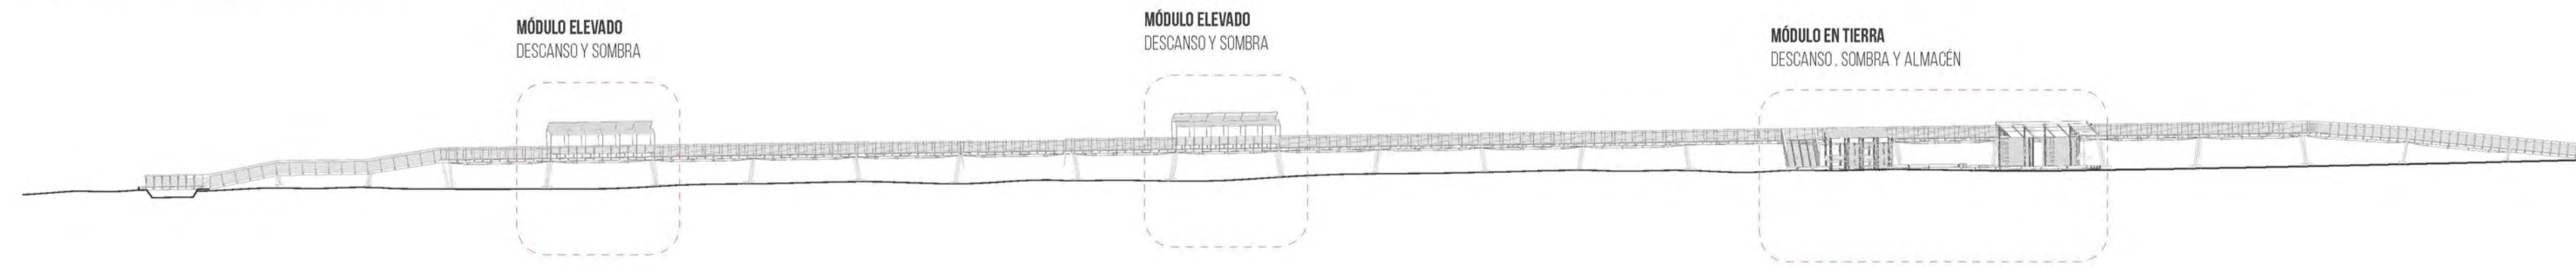 MÓDULO ELEVADO
DESCANSO Y SOMBRA
MÓDULO ELEVADO
DESCANSO Y SOMBRA
MÓDULO EN TIERRA
DESCANSO , SOMBRA Y ALMACÉN